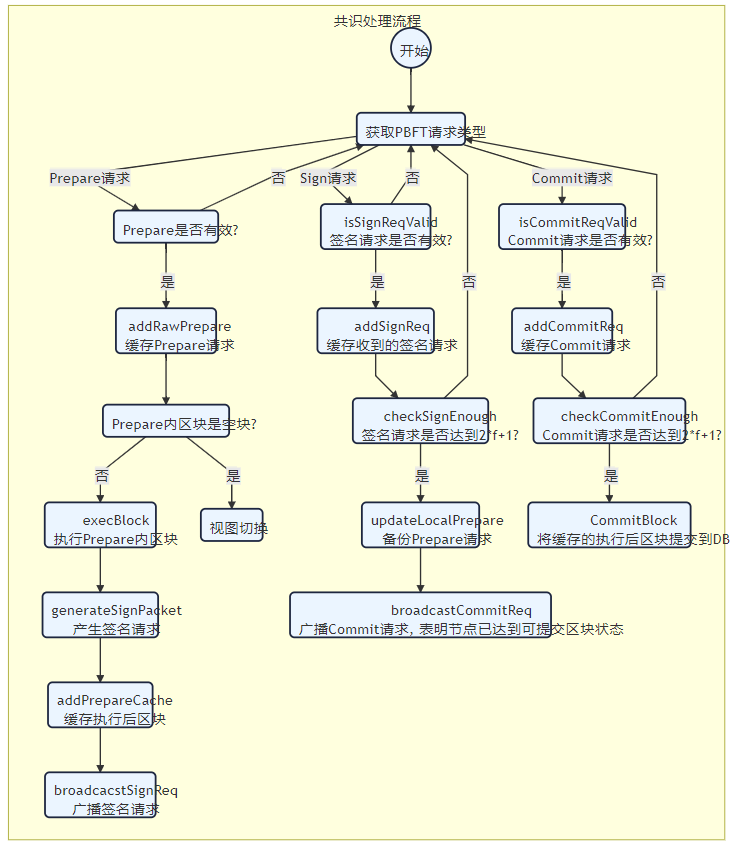 共识处理流程
开始
获取PBFT请求类型
Prepare请求
否
Sign请求
否
Commit请求
Prepare是否有效?
isSignReqValid
签名请求是否有效?
isCommitReqValid
Commit请求是否有效?
是
是
否
是
否
addRawPrepare
缓存Prepare请求
addSignReq
缓存收到的签名请求
addCommitReq
缓存Commit请求
Prepare内区块是空块?
checkSignEnough
签名请求是否达到2*f+1?
checkCommitEnough
Commit请求是否达到2*f+1?
否
是
是
是
execBlock
执行Prepare内区块
视图切换
updateLocalPrepare
备份Prepare请求
CommitBlock
将缓存的执行后区块提交到DB
generateSignPacket
产生签名请求
broadcastCommitReq
广播Commit请求, 表明节点已达到可提交区块状态
addPrepareCache
缓存执行后区块
broadcacstSignReq
广播签名请求